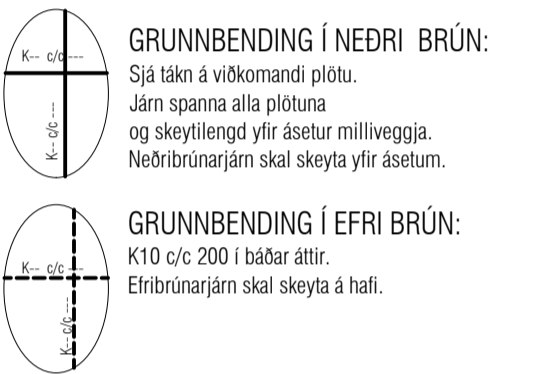 GRUNNBENDING Í NEÐRI BRÚN:
K-- c/c ---
Sjá tákn á viðkomandi plötu.
Járn spanna alla plötuna
K-- c/c ---
og skeytilengd yfir ásetur milliveggja.
Neðribrúnarjárn skal skeyta yfir ásetum.
GRUNNBENDING Í EFRI BRÚN:
K10 c/c 200 í báðar áttir.
K-- c/c ---
Efribrúnarjárn skal skeyta á hafi.
K-- c/c ---